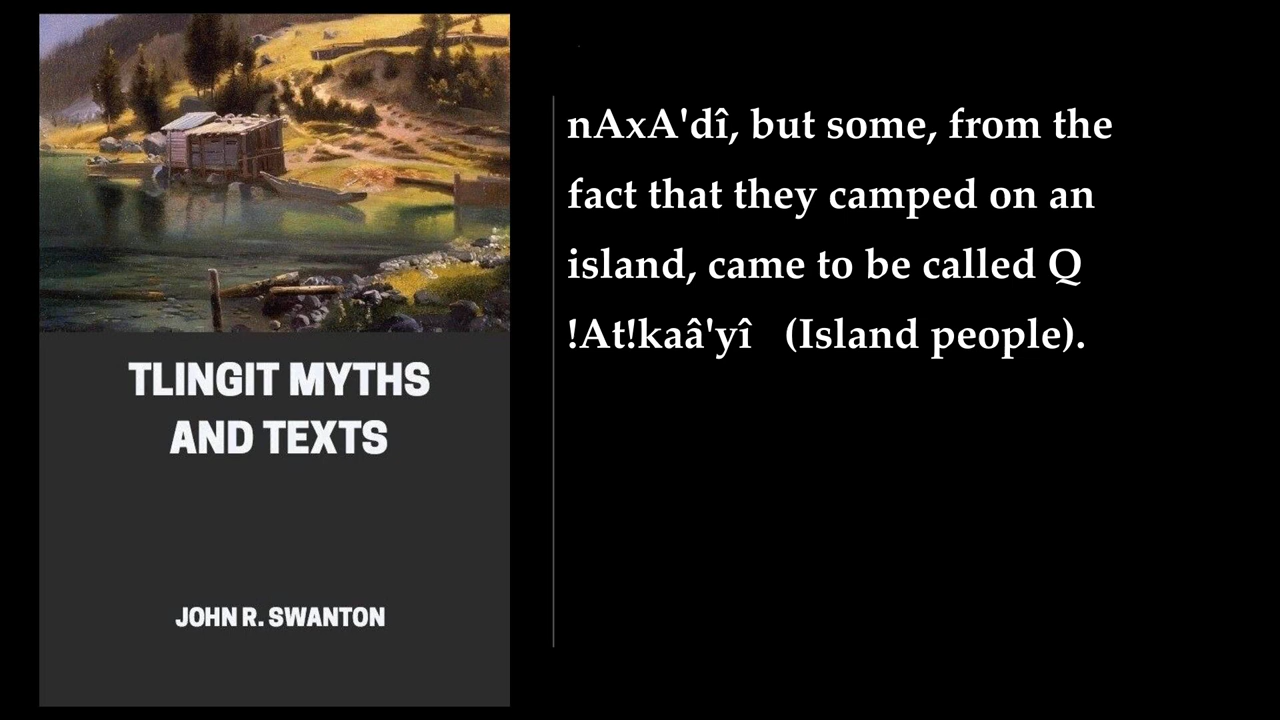 TLINGIT MYTHS
AND TEXTS
JOHN R. SWANTON
nAxA'dî, but some, from the
fact that they camped on an
island, came to be called Q
!At!kaâ'yî (Island people).